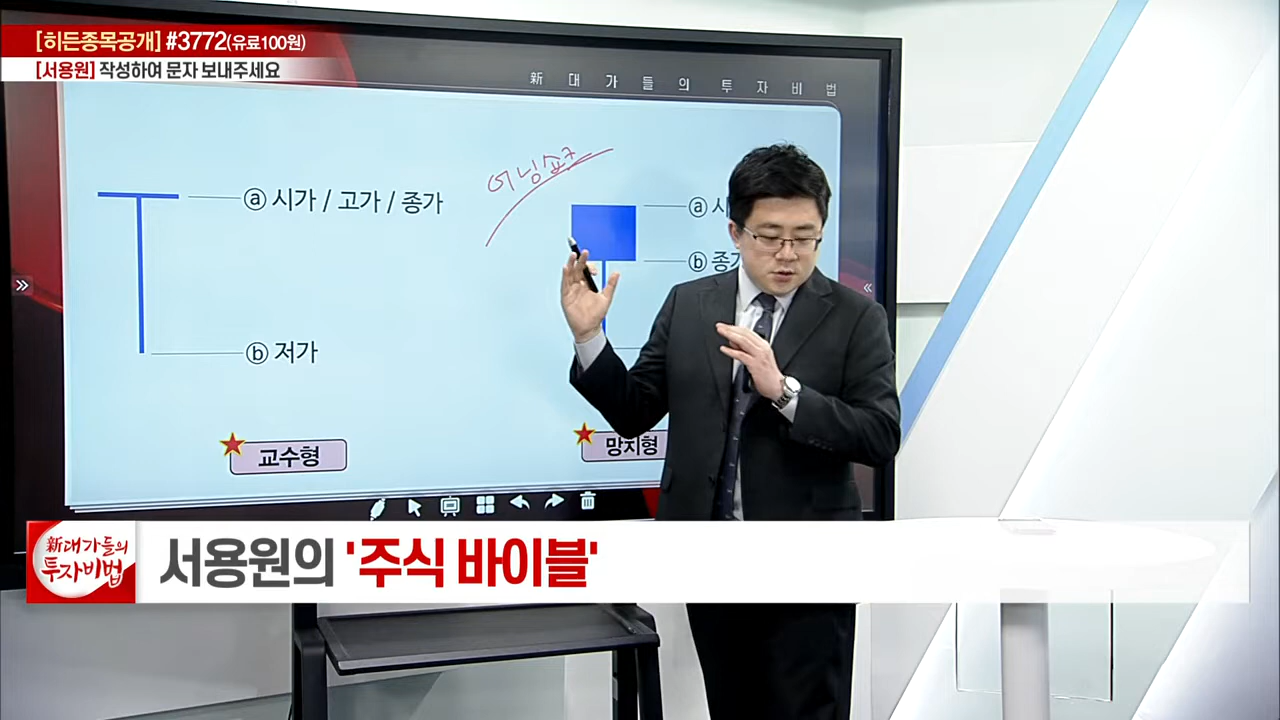 [히든종목공개] #3772(유료100원)
[서용원] 작성하여 문자 보내주세요
新 대 가 들 의 투 자 비 법
어닝쇼크
ⓐ 시가 / 고가 / 종가
ⓐ 시
ⓑ 종가
ⓑ 저가
교수형
망치형
新대가들의
투자비법
서용원의 '주식 바이블'